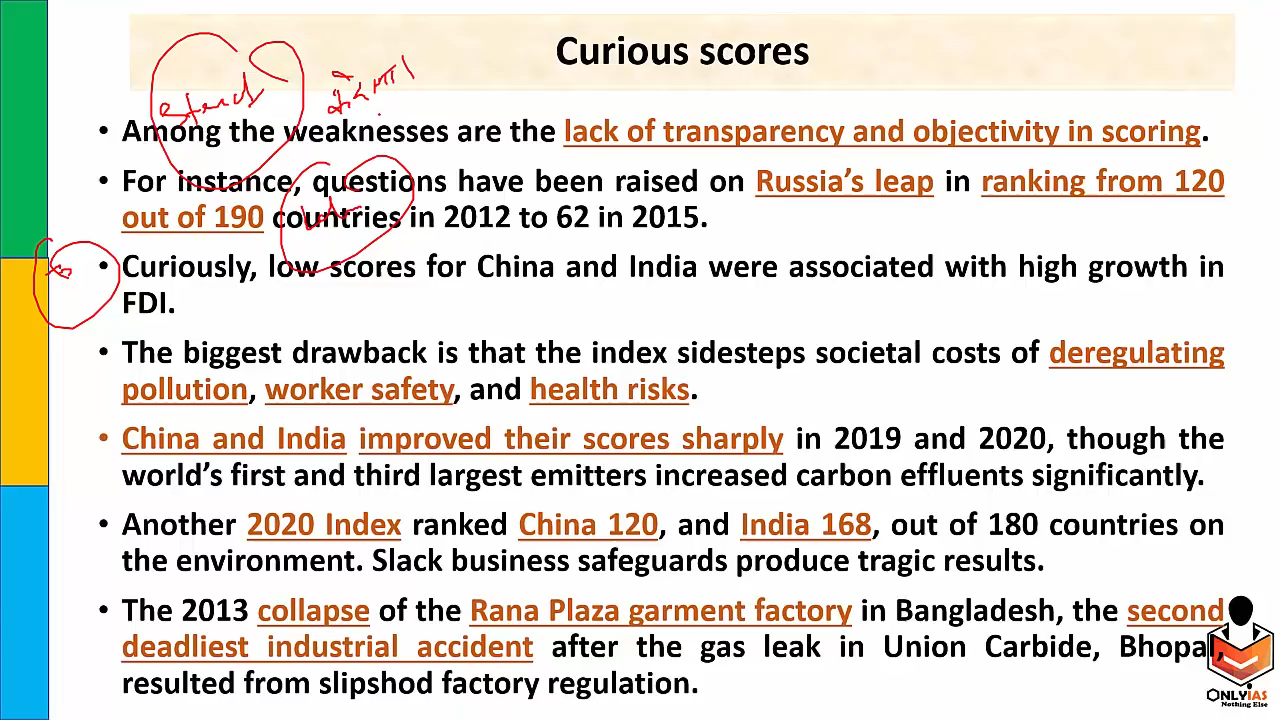 Curious scores
• Among the weaknesses are the lack of transparency and objectivity in scoring.
• For instance, questions have been raised on Russia's leap in ranking from 120
out of 190 countries in 2012 to 62 in 2015.
• Curiously, low scores for China and India were associated with high growth in
FDI.
• The biggest drawback is that the index sidesteps societal costs of deregulating
pollution, worker safety, and health risks.
• China and India improved their scores sharply in 2019 and 2020, though the
world's first and third largest emitters increased carbon effluents significantly.
• Another 2020 Index ranked China 120, and India 168, out of 180 countries on
the environment. Slack business safeguards produce tragic results.
• The 2013 collapse of the Rana Plaza garment factory in Bangladesh, the second
deadliest industrial accident after the gas leak in Union Carbide, Bhopal,
resulted from slipshod factory regulation.
ONLYIAS
Nothing Else